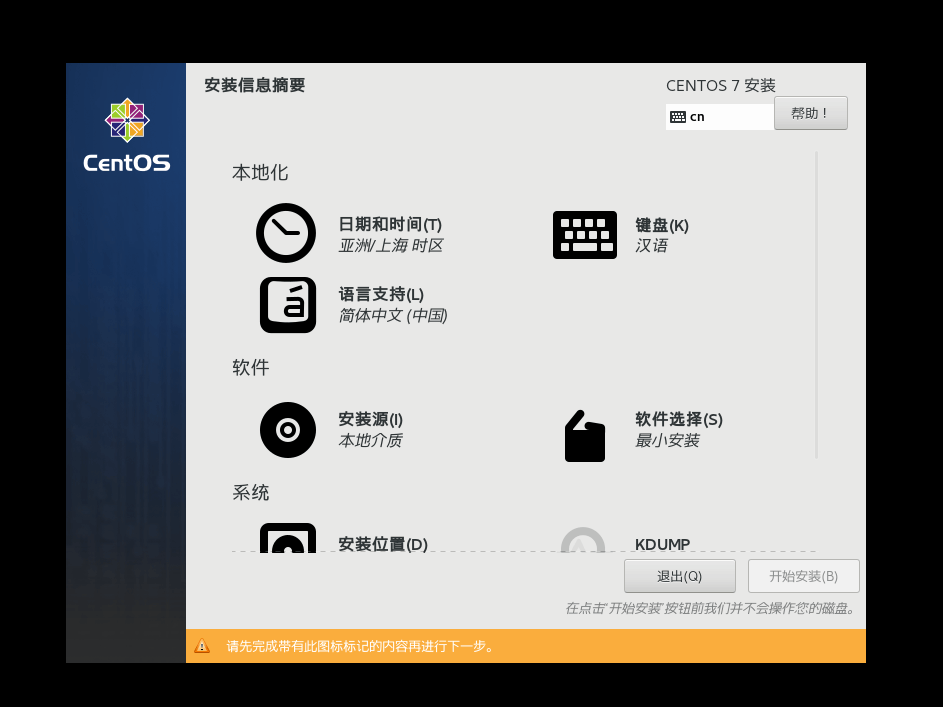 安装信息摘要
CENTOS 7 安装
cn
帮助！
CentOS
本地化
日期和时间(T)
亚洲/上海 时区
键盘(K)
汉语
á
语言支持(L)
简体中文 (中国)
软件
安装源(I)
本地介质
软件选择(S)
最小安装
系统
安装位置(D)
KDUMP
退出(Q)
开始安装(B)
在点击'开始安装'按钮前我们并不会操作您的磁盘。
请先完成带有此图标标记的内容再进行下一步。